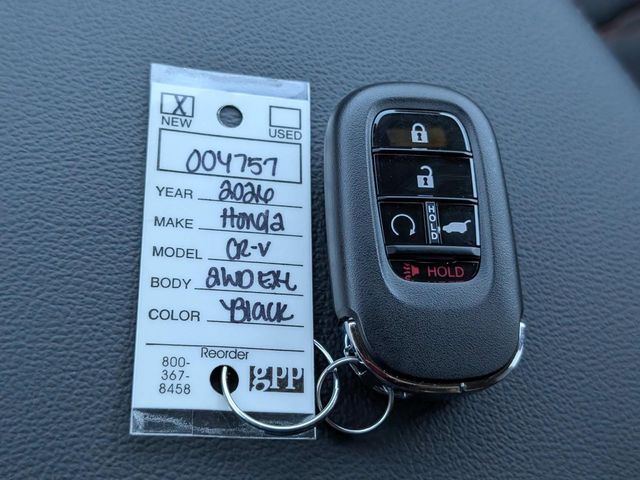 X
NEW
USED
004757
YEAR 2026
MAKE Honda
MODEL CR-V
BODY 2WD EXL
COLOR Black
Reorder
800-
367-
8458
gPP
HOLD
HOLD